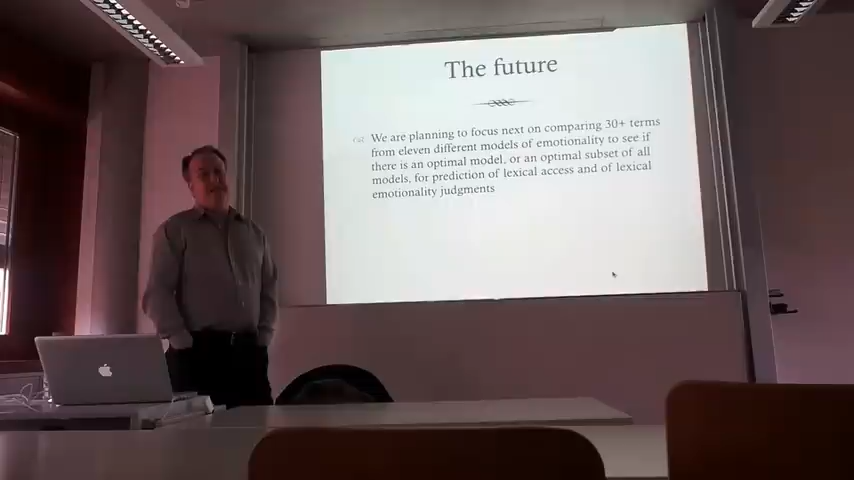 The future
We are planning to focus next on comparing 30+ terms
from eleven different models of emotionality to see if
there is an optimal model, or an optimal subset of all
models, for prediction of lexical access and of lexical
emotionality judgments